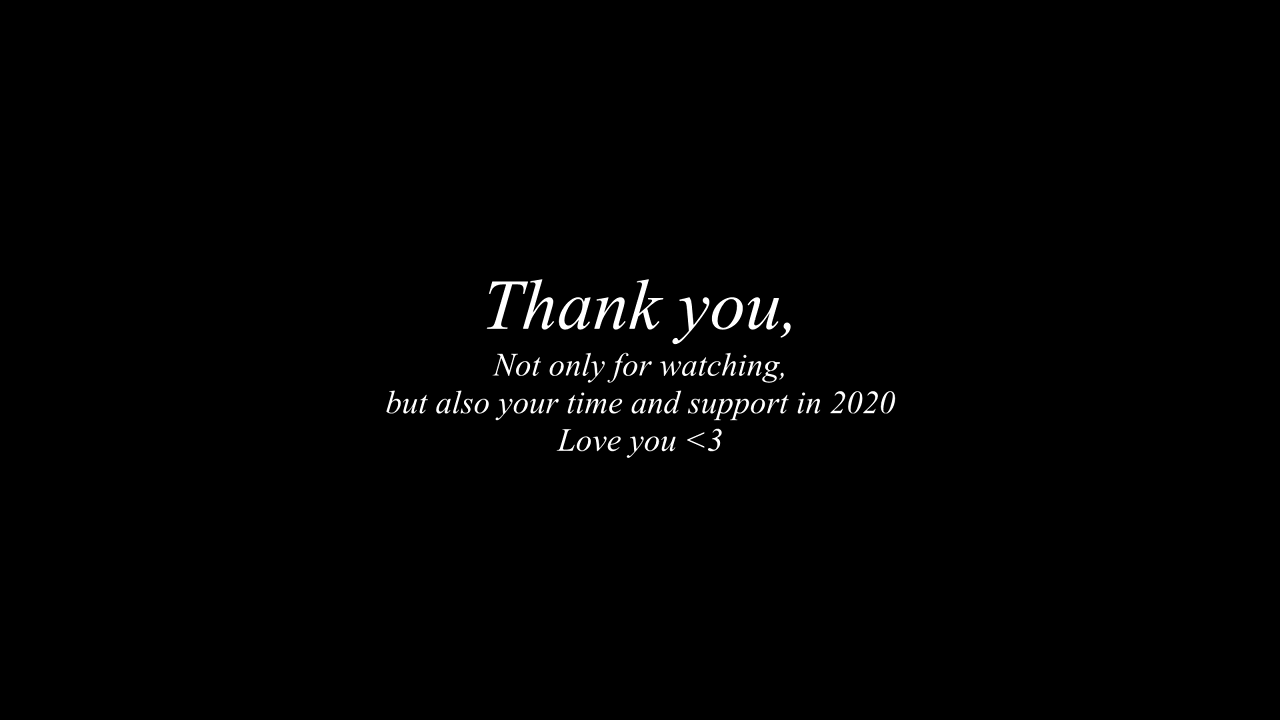 Thank you,
Not only for watching,
but also your time and support in 2020
Love you <3